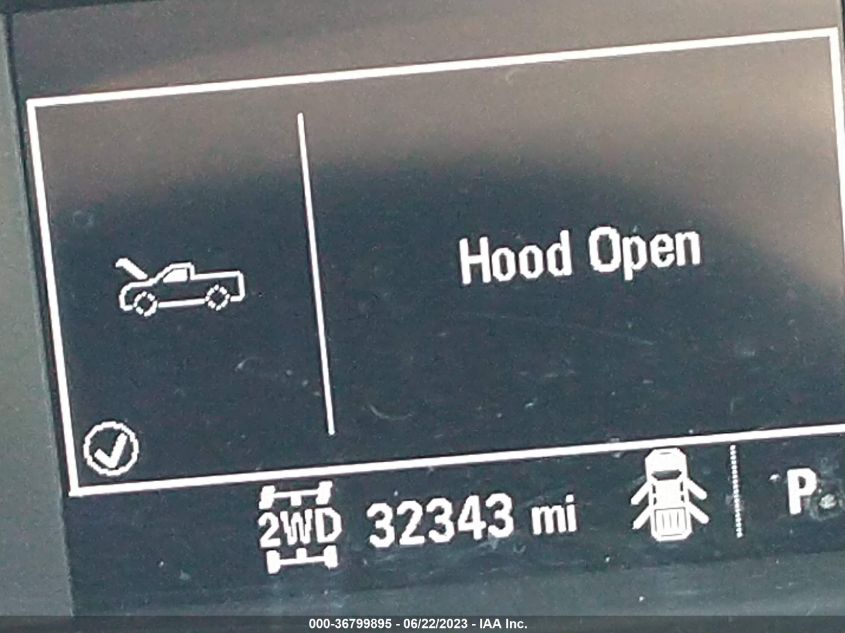 Hood Open
2WD 32343 mi P
000-36799895 - 06/22/2023 - IAA Inc.